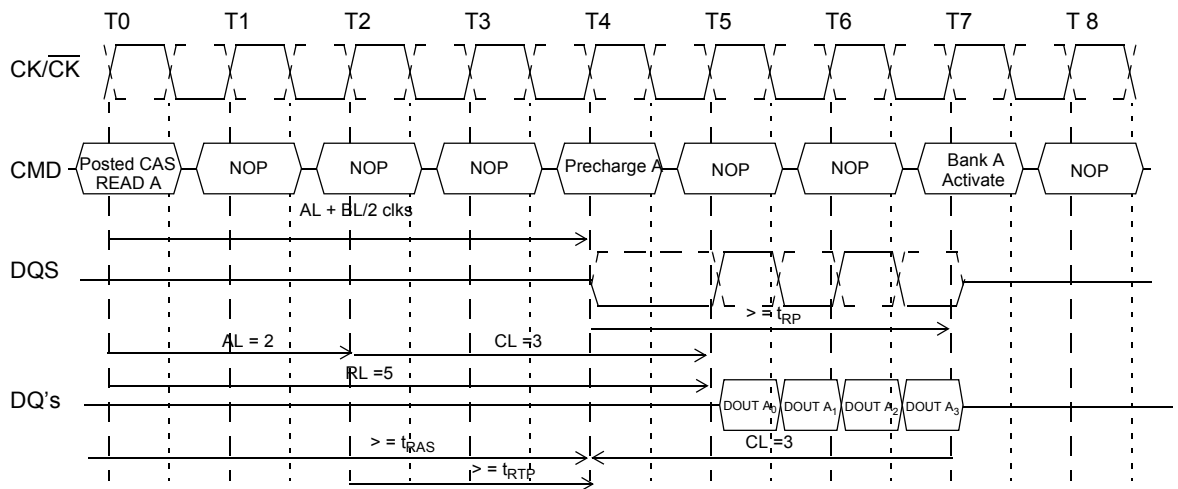 T0 T1 T2 T3 T4 T5 T6 T7 T 8
CK/CK
CMD Posted CAS READ A NOP NOP NOP Precharge A NOP NOP Bank A Activate NOP
AL + BL/2 clks
DQS
> = tRP
AL = 2 CL =3
RL =5
DQ's DOUT A0 DOUT A1 DOUT A2 DOUT A3
> = tRAS CL =3
> = tRTP